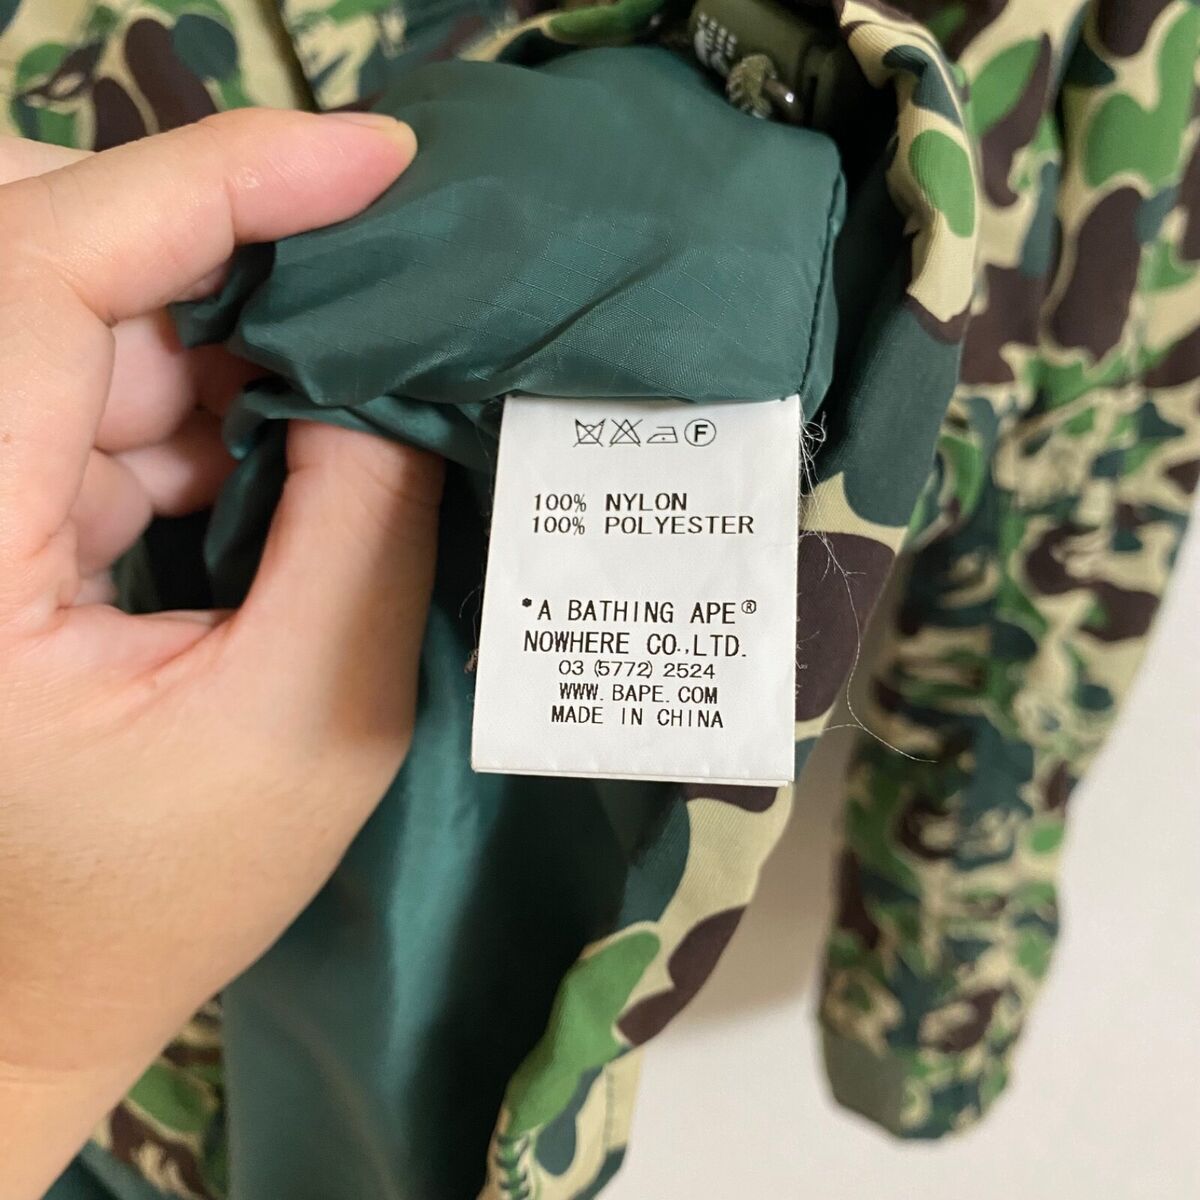 F
100% NYLON
100% POLYESTER
*A BATHING APE®
NOWHERE CO.,LTD.
03 (5772) 2524
WWW. BAPE. COM
MADE IN CHINA